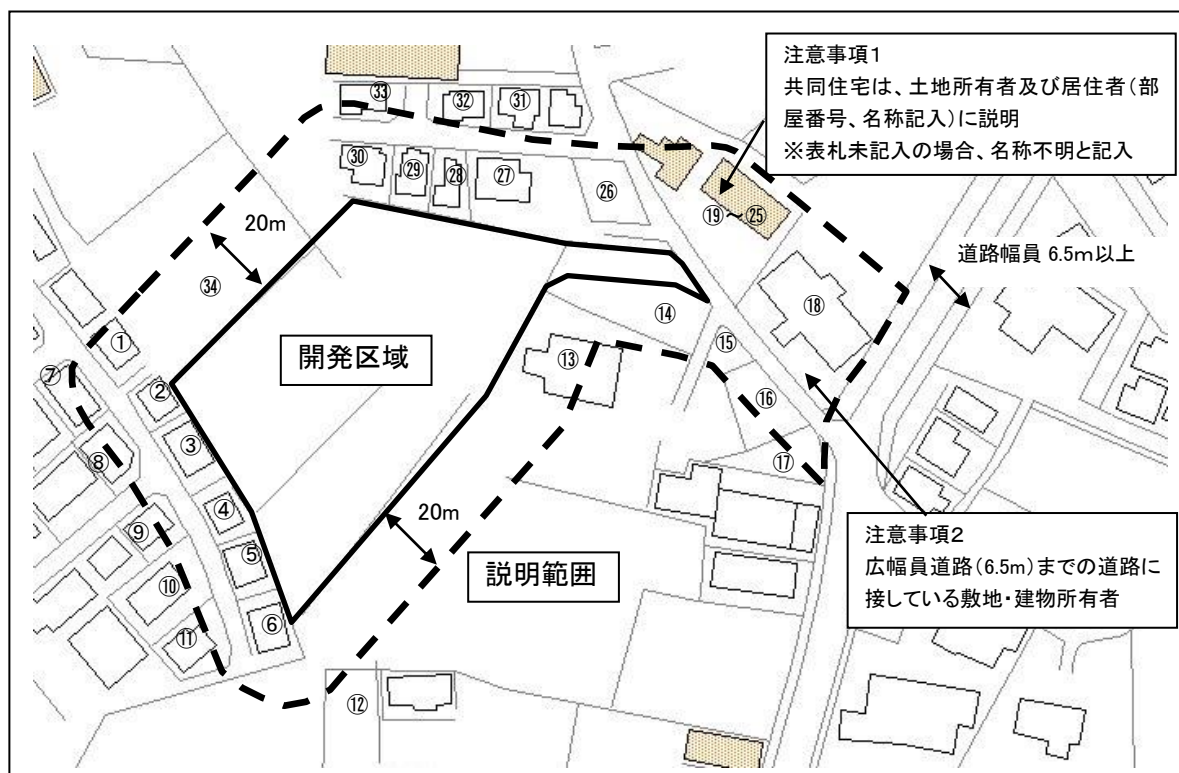 注意事項1
共同住宅は、土地所有者及び居住者(部
屋番号、名称記入)に説明
※表札未記入の場合、名称不明と記入
㉝
㉜
㉛
㉚
㉙
㉘
㉗
㉖
⑲～㉕
20m
道路幅員 6.5m以上
㉞
⑱
⑭
①
開発区域
⑬
⑮
⑦
②
⑯
③
⑧
⑰
④
20m
⑨
⑤
説明範囲
注意事項2
広幅員道路(6.5m)までの道路に
接している敷地・建物所有者
⑩
⑥
⑪
⑫